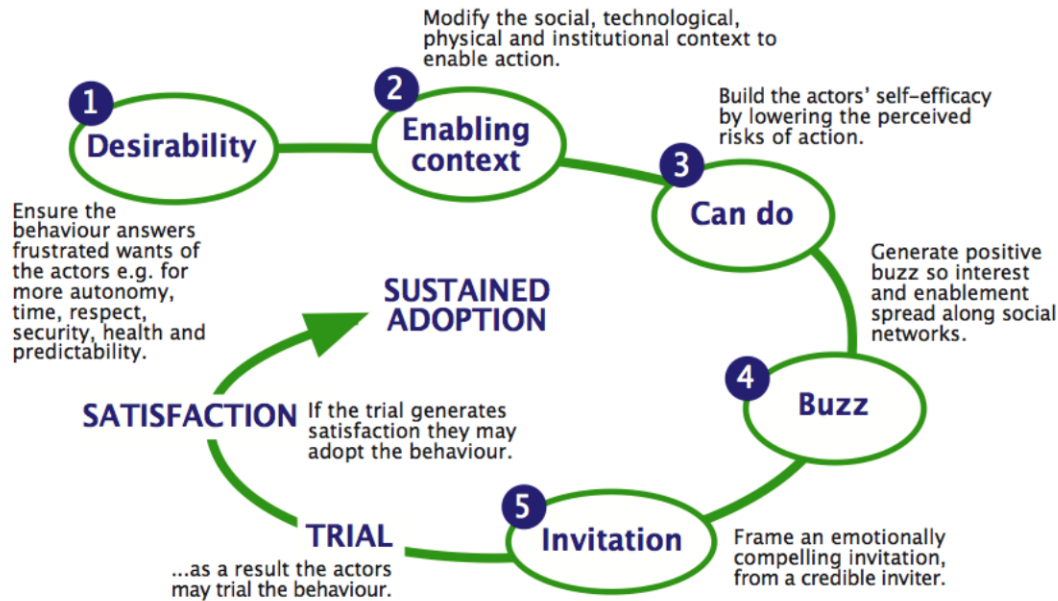 1
Desirability
Ensure the
behaviour answers
frustrated wants of
the actors e.g. for
more autonomy,
time, respect,
security, health and
predictability.
2
Enabling
context
Modify the social, technological,
physical and institutional context to
enable action.
3
Can do
Build the actors’ self-efficacy
by lowering the perceived
risks of action.
4
Buzz
Generate positive
buzz so interest
and enablement
spread along social
networks.
5
Invitation
Frame an emotionally
compelling invitation,
from a credible inviter.
TRIAL
...as a result the actors
may trial the behaviour.
SATISFACTION
If the trial generates
satisfaction they may
adopt the behaviour.
SUSTAINED
ADOPTION